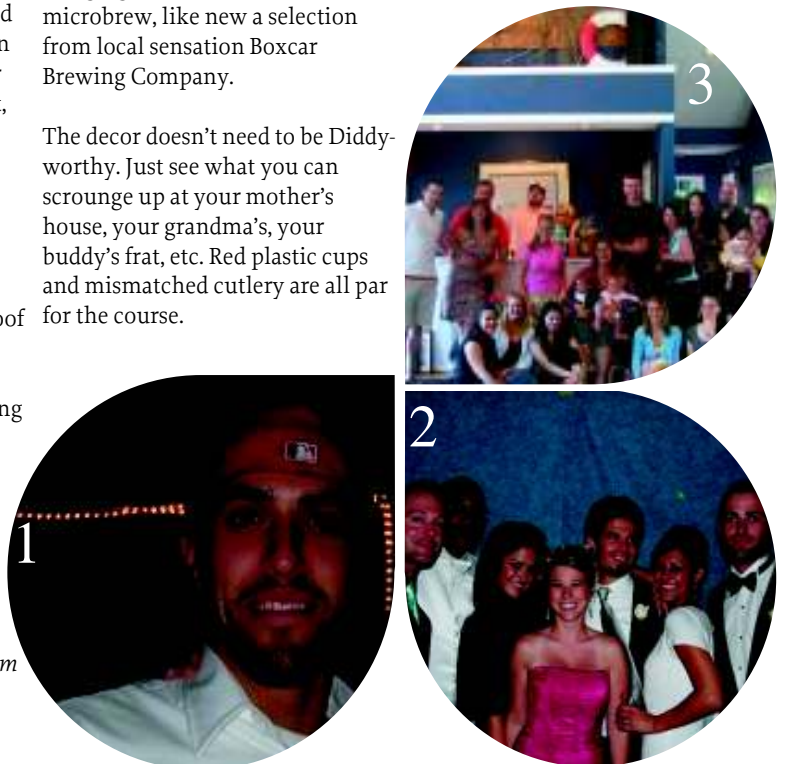 d
n
,
oof
ng
m
microbrew, like new a selection
from local sensation Boxcar
Brewing Company.
The decor doesn't need to be Diddy-
worthy. Just see what you can
scrounge up at your mother's
house, your grandma's, your
buddy's frat, etc. Red plastic cups
and mismatched cutlery are all par
for the course.
3
1
2